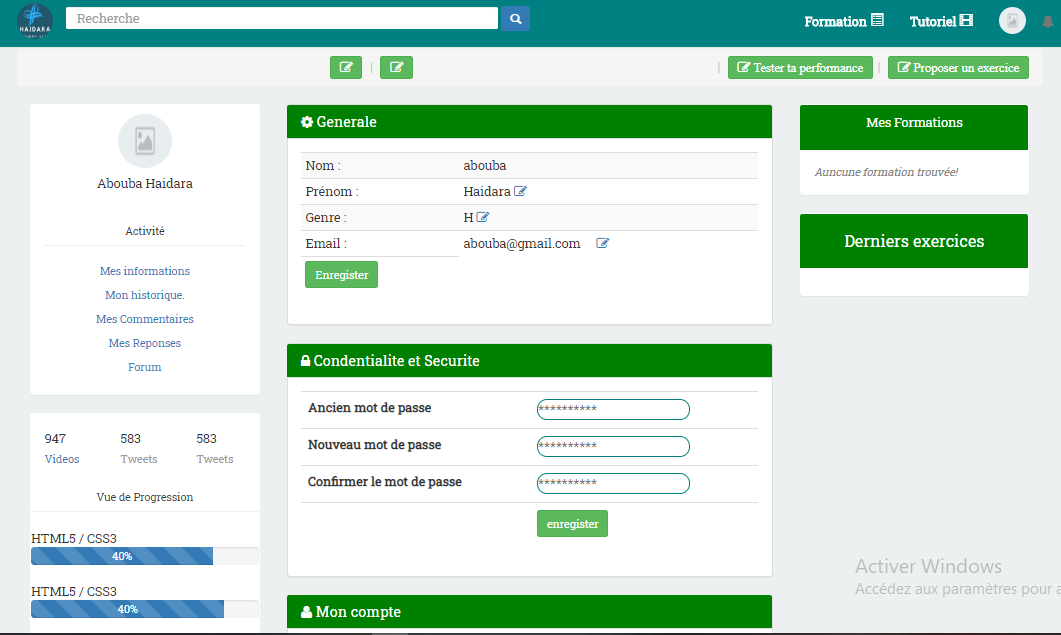 HAIDARA
Recherche
Formation
Tutoriel
|
| Tester ta performance | Proposer un exercice
Abouba Haidara
Activité
Mes informations
Mon historique.
Mes Commentaires
Mes Reponses
Forum
947 583 583
Videos Tweets Tweets
Vue de Progression
HTML5 / CSS3
40%
HTML5 / CSS3
40%
Generale
Nom : abouba
Prénom : Haidara
Genre : H
Email : abouba@gmail.com
Enregister
Condentialite et Securite
Ancien mot de passe **********
Nouveau mot de passe **********
Confirmer le mot de passe **********
enregister
Mon compte
Mes Formations
Auncune formation trouvée!
Derniers exercices
Activer Windows
Accédez aux paramètres pour a